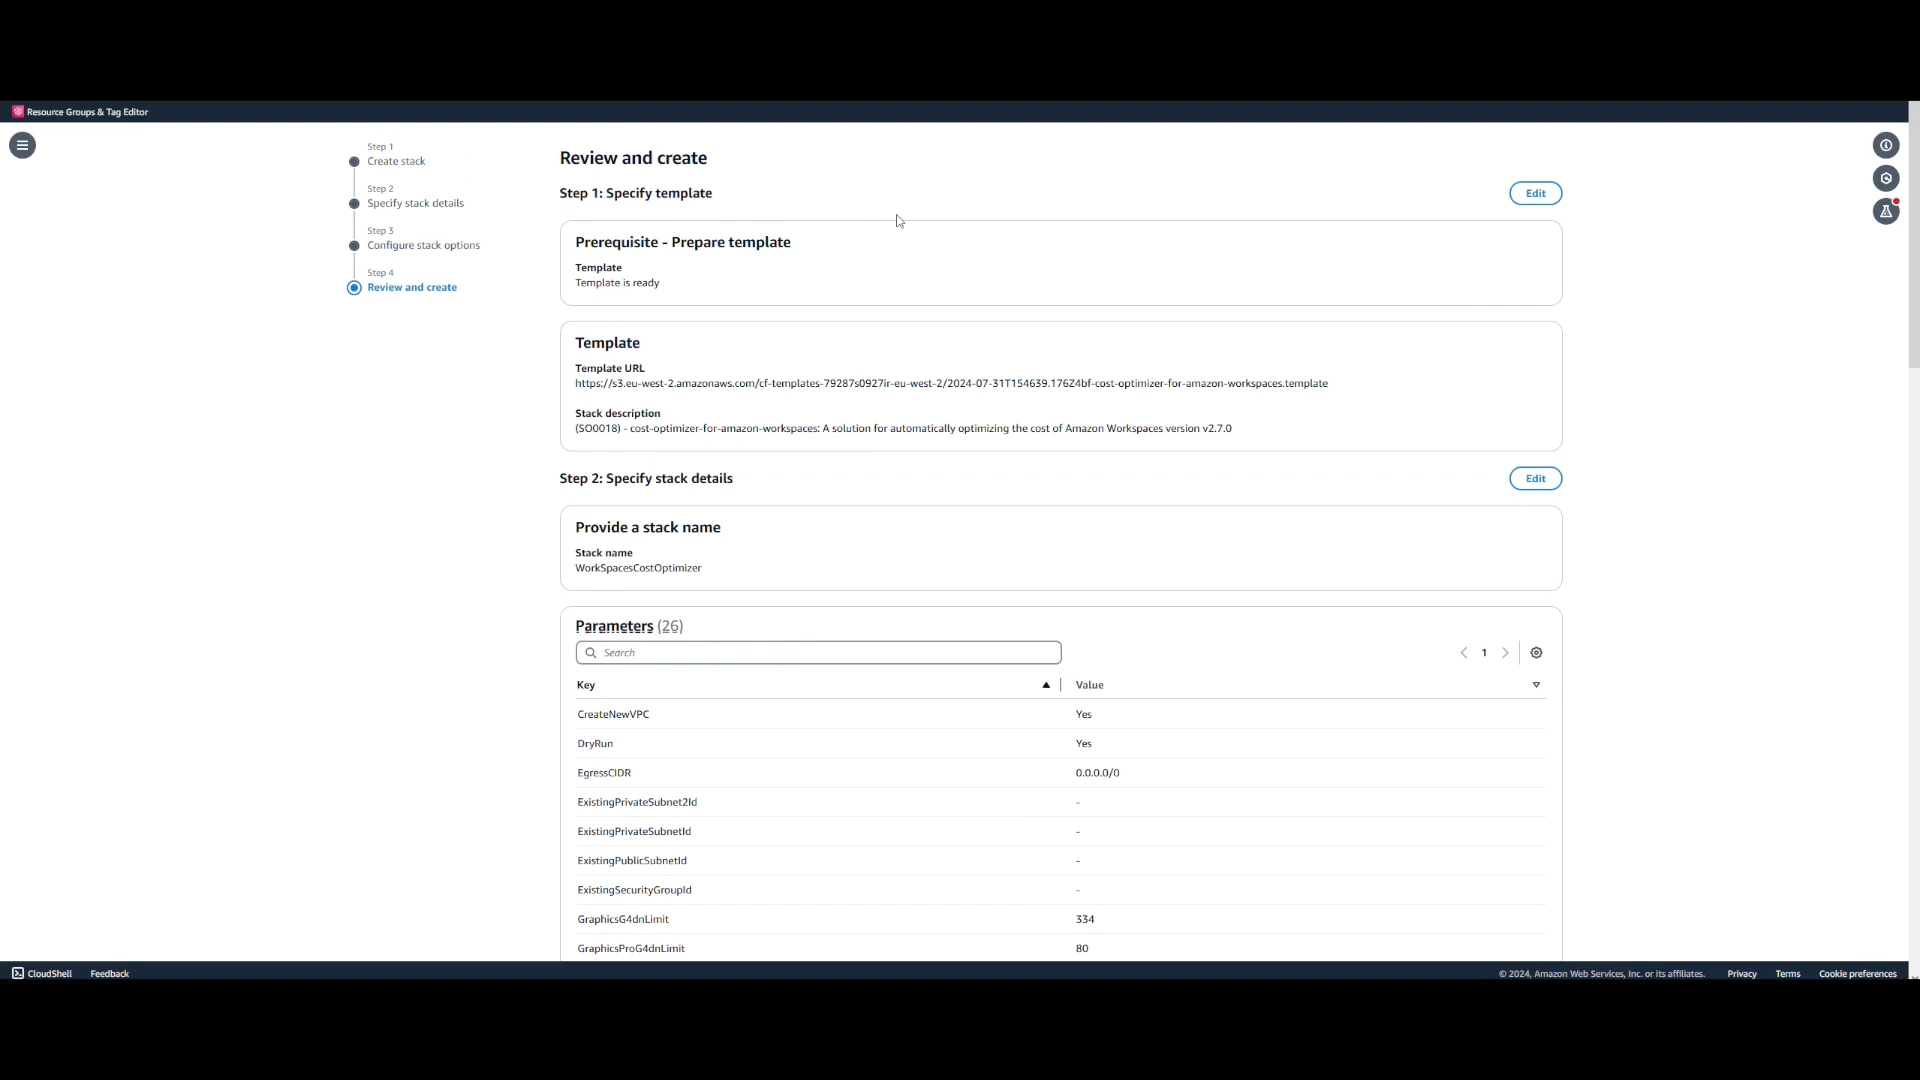 Resource Groups & Tag Editor
Step 1
Create stack
Step 2
Specify stack details
Step 3
Configure stack options
Step 4
Review and create
Review and create
Step 1: Specify template
Edit
Prerequisite - Prepare template
Template
Template is ready
Template
Template URL
https://s3.eu-west-2.amazonaws.com/cf-templates-79287s0927ir-eu-west-2/2024-07-31T154639.176Z4bf-cost-optimizer-for-amazon-workspaces.template
Stack description
(SO0018) - cost-optimizer-for-amazon-workspaces: A solution for automatically optimizing the cost of Amazon Workspaces version v2.7.0
Step 2: Specify stack details
Edit
Provide a stack name
Stack name
WorkSpacesCostOptimizer
Parameters (26)
Search
1
Key Value
CreateNewVPC Yes
DryRun Yes
EgressCIDR 0.0.0.0/0
ExistingPrivateSubnet2Id -
ExistingPrivateSubnetId -
ExistingPublicSubnetId -
ExistingSecurityGroupId -
GraphicsG4dnLimit 334
GraphicsProG4dnLimit 80
CloudShell Feedback © 2024, Amazon Web Services, Inc. or its affiliates. Privacy Terms Cookie preferences